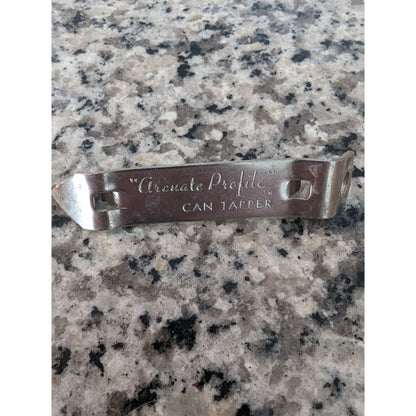 "Arcuate Profile"
CAN TAPPER